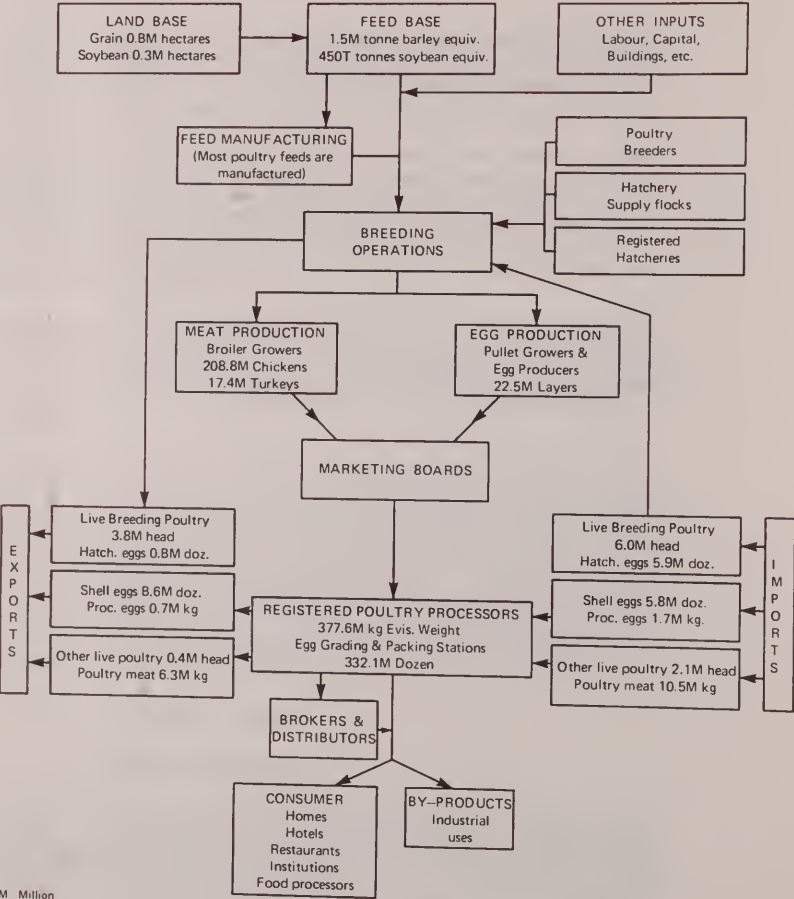 LAND BASE
Grain 0.8M hectares
Soybean 0.3M hectares
FEED BASE
1.5M tonne barley equiv.
450T tonnes soybean equiv.
OTHER INPUTS
Labour, Capital,
Buildings, etc.
FEED MANUFACTURING
(Most poultry feeds are
manufactured)
Poultry
Breeders
Hatchery
Supply flocks
Registered
Hatcheries
BREEDING
OPERATIONS
MEAT PRODUCTION
Broiler Growers
208.8M Chickens
17.4M Turkeys
EGG PRODUCTION
Pullet Growers &
Egg Producers
22.5M Layers
MARKETING BOARDS
EXPORTS
Live Breeding Poultry
3.8M head
Hatch. eggs 0.8M doz.
Shell eggs 8.6M doz.
Proc. eggs 0.7M kg
Other live poultry 0.4M head
Poultry meat 6.3M kg
REGISTERED POULTRY PROCESSORS
377.6M kg Evis. Weight
Egg Grading & Packing Stations
332.1M Dozen
Live Breeding Poultry
6.0M head
Hatch. eggs 5.9M doz.
Shell eggs 5.8M doz.
Proc. eggs 1.7M kg.
Other live poultry 2.1M head
Poultry meat 10.5M kg
IMPORTS
BROKERS &
DISTRIBUTORS
CONSUMER
Homes
Hotels
Restaurants
Institutions
Food processors
BY–PRODUCTS
Industrial
uses
M Million